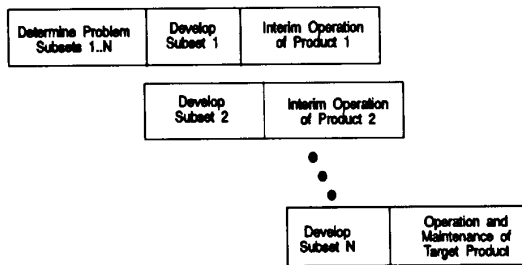 Determine Problem
Subsets 1..N
Develop
Subset 1
Interim Operation
of Product 1
Develop
Subset 2
Interim Operation
of Product 2
Develop
Subset N
Operation and
Maintenance of
Target Product